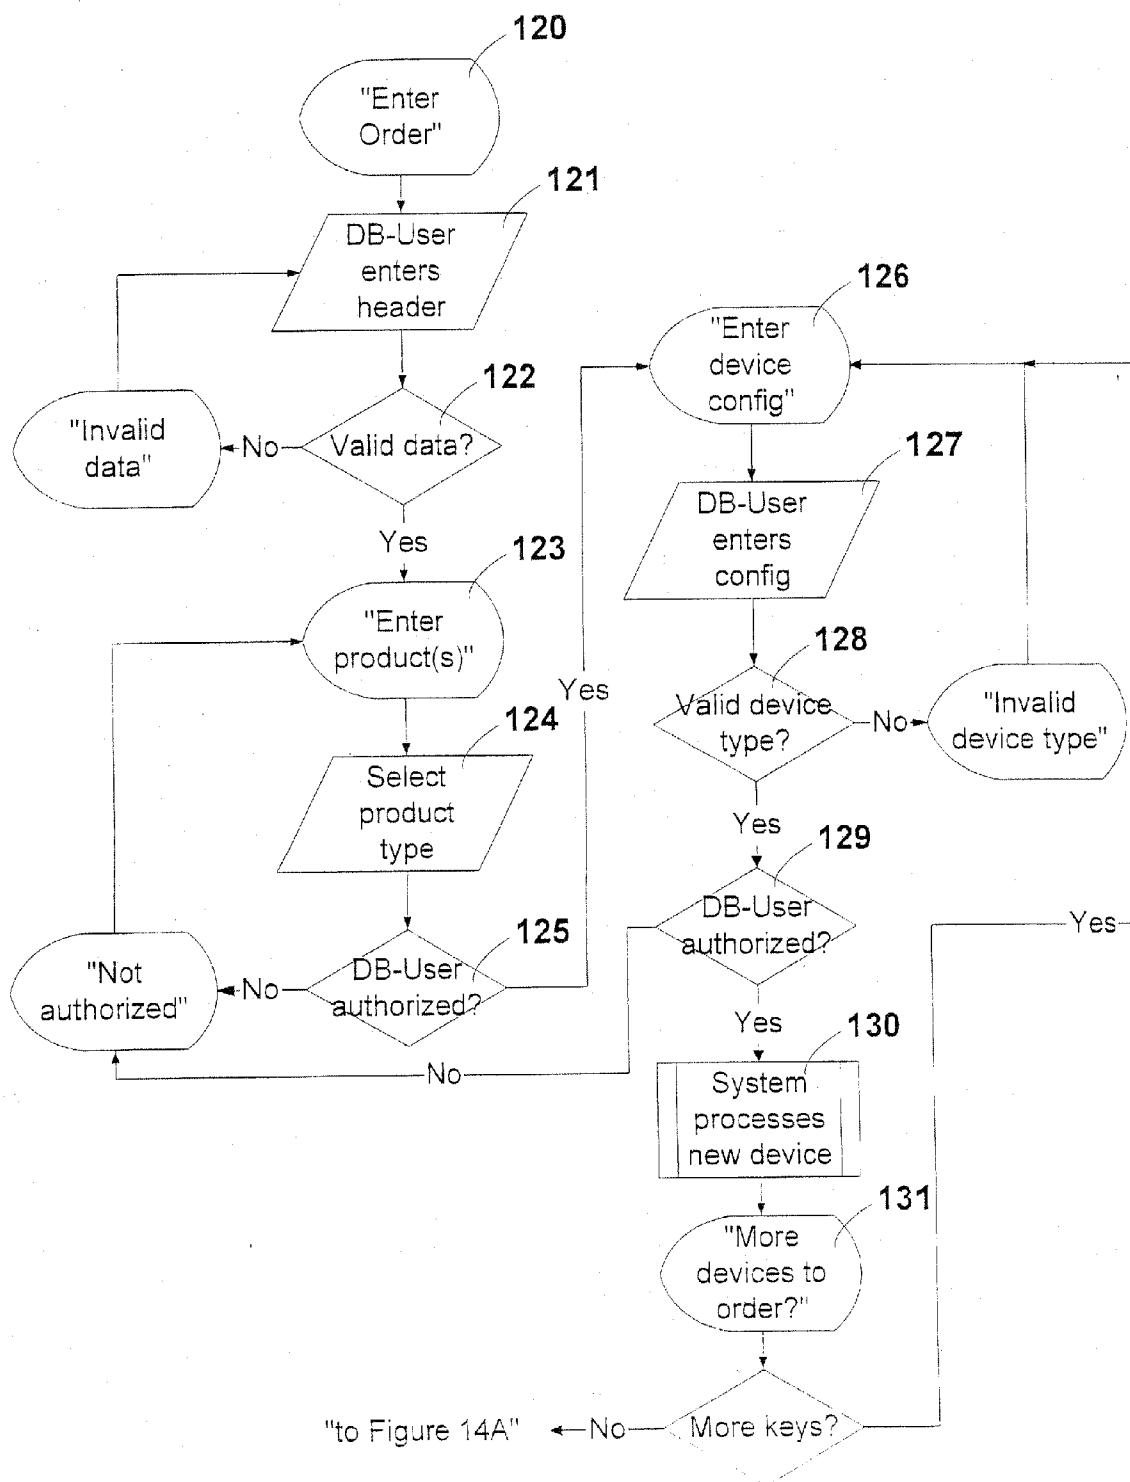 120
"Enter
Order"
121
DB-User
enters
header
122
Valid data?
No
"Invalid
data"
Yes
123
"Enter
product(s)"
124
Select
product
type
125
DB-User
authorized?
No
"Not
authorized"
Yes
126
"Enter
device
config"
127
DB-User
enters
config
128
Valid device
type?
No
"Invalid
device type"
Yes
129
DB-User
authorized?
No
Yes
130
System
processes
new device
131
"More
devices to
order?"
More keys?
Yes
No
"to Figure 14A"